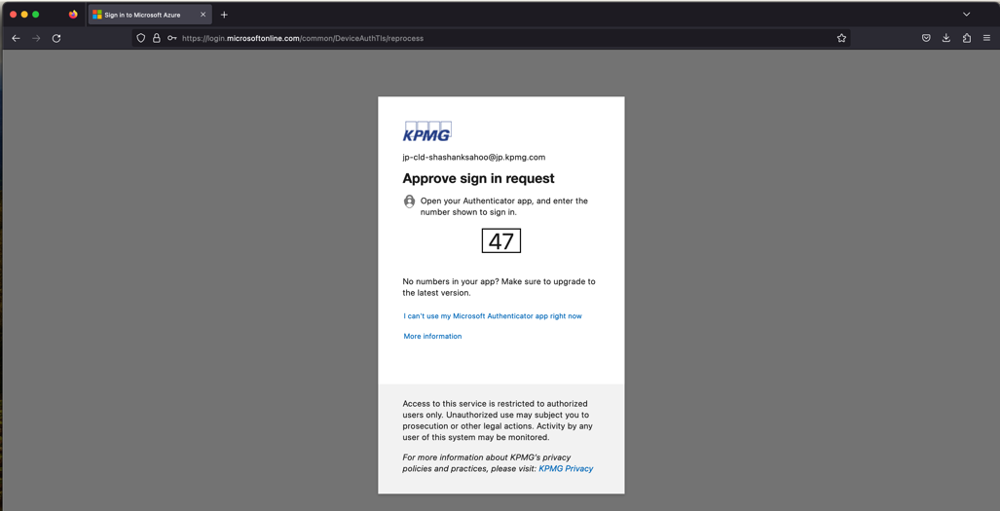 Sign in to Microsoft Azure
https://login.microsoftonline.com/common/DeviceAuthTls/reprocess
KPMG
jp-cld-shashanksahoo@jp.kpmg.com
Approve sign in request
Open your Authenticator app, and enter the
number shown to sign in.
47
No numbers in your app? Make sure to upgrade to
the latest version.
I can't use my Microsoft Authenticator app right now
More information
Access to this service is restricted to authorized
users only. Unauthorized use may subject you to
prosecution or other legal actions. Activity by any
user of this system may be monitored.
For more information about KPMG's privacy
policies and practices, please visit: KPMG Privacy